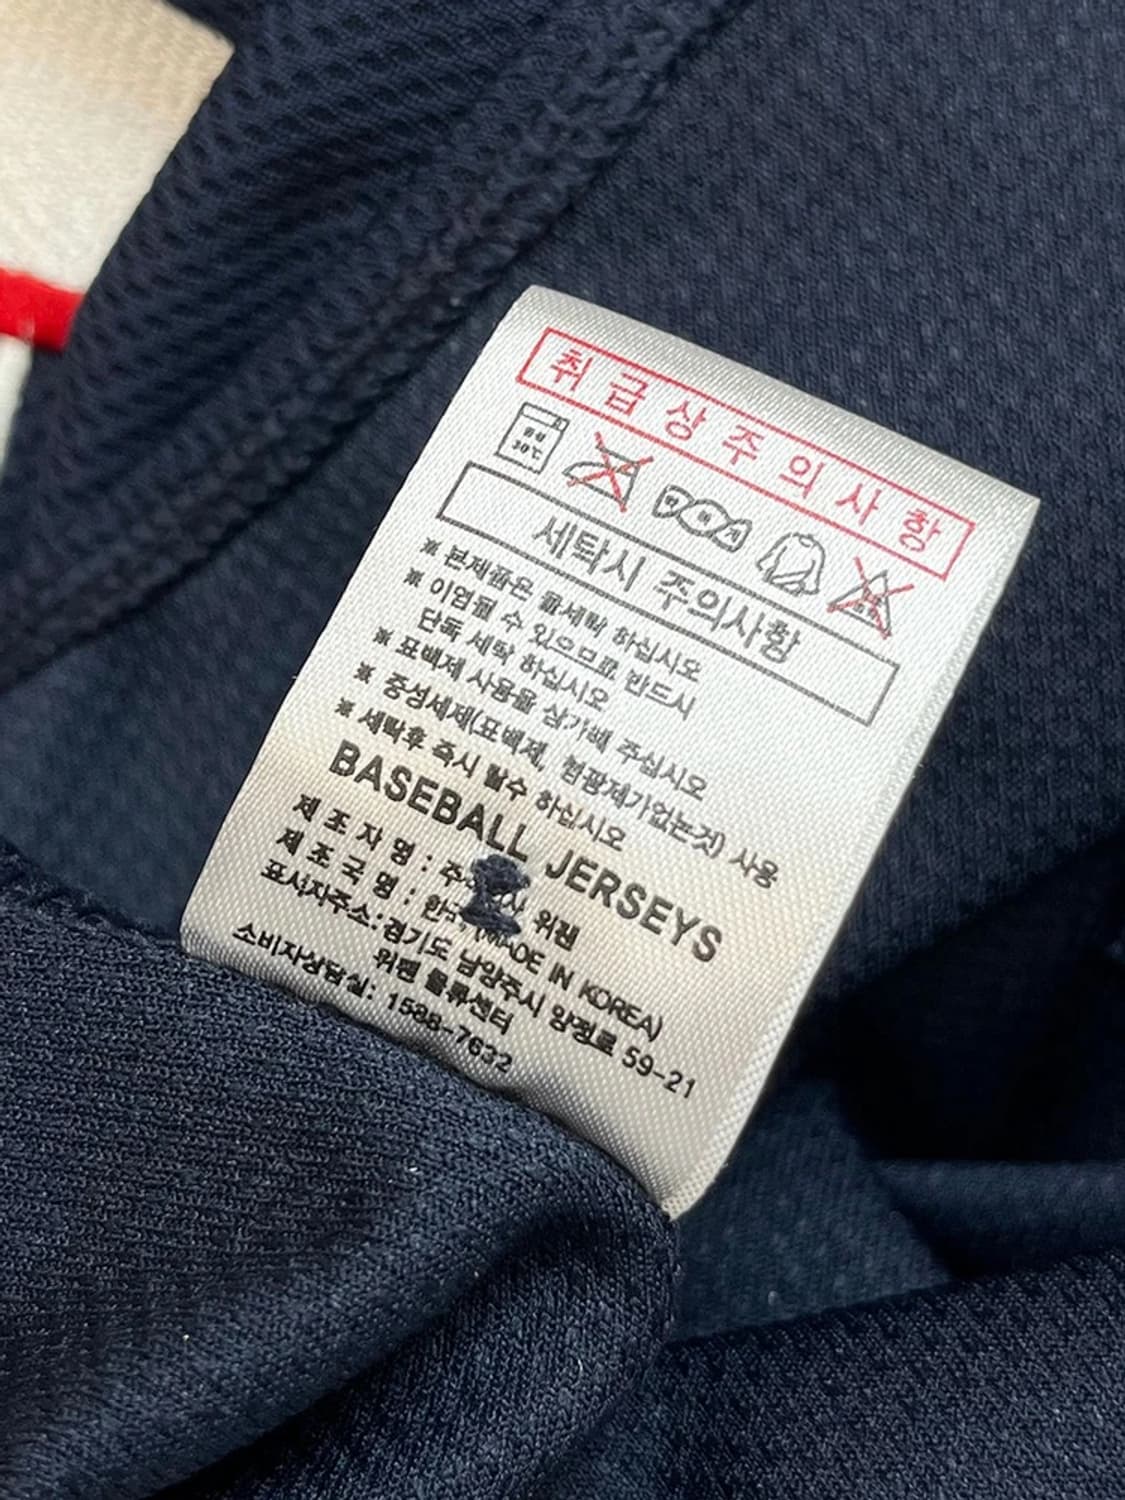 취급상주의사항
30℃
세탁시 주의사항
※ 본제품은 물세탁 하십시오
※ 이염될 수 있으므로 반드시
단독 세탁 하십시오
※ 표백제 사용을 삼가해 주십시오
※ 중성세제(표백제, 형광제가없는것) 사용
※ 세탁후 즉시 탈수 하십시오
BASEBALL JERSEYS
제 조 자 명 : 위팬
제 조 국 명 : 한국 (MADE IN KOREA)
표시자주소: 경기도 남양주시 양정로 59-21
위팬 물류센터
소비자상담실: 1588-7632